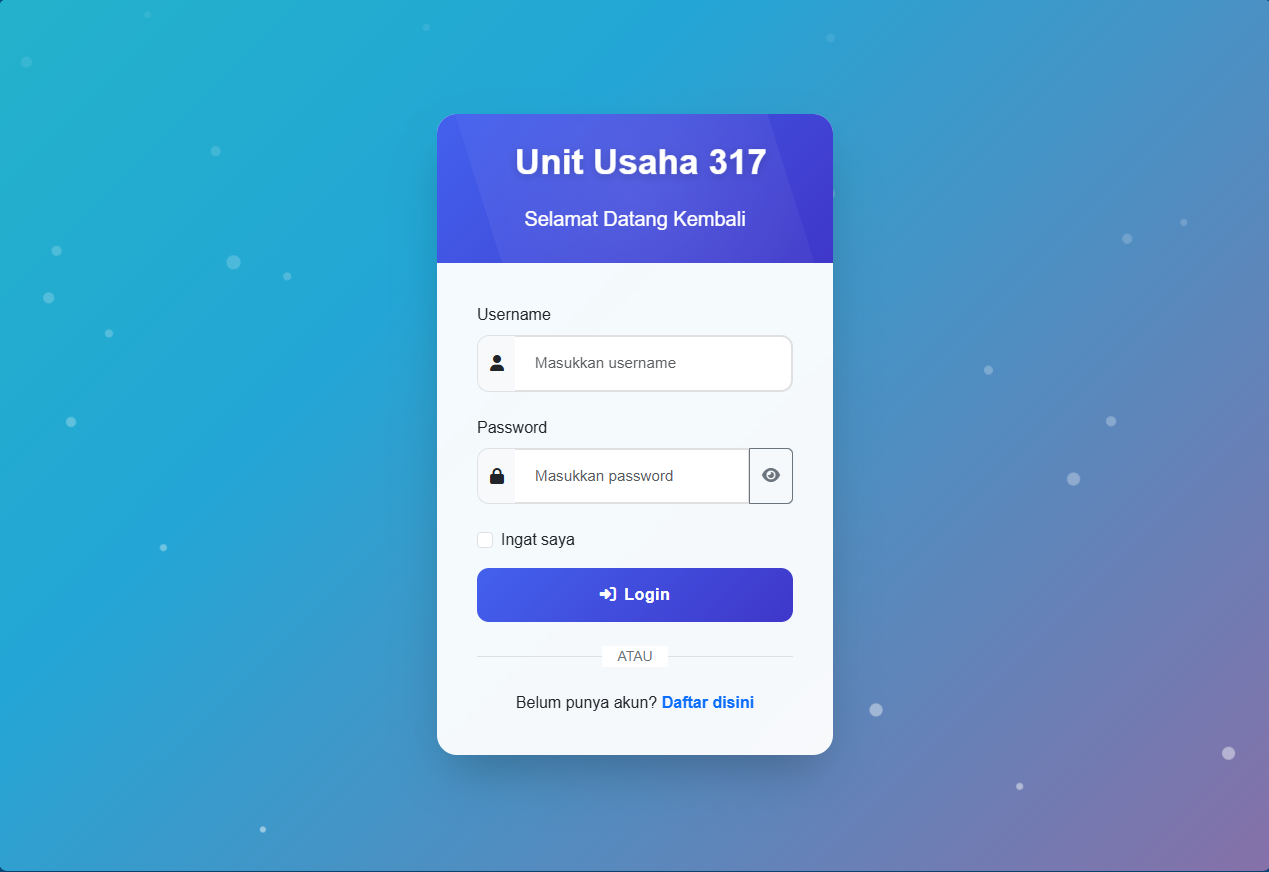 Unit Usaha 317
Selamat Datang Kembali
Username
Masukkan username
Password
Masukkan password
Ingat saya
Login
ATAU
Belum punya akun? Daftar disini